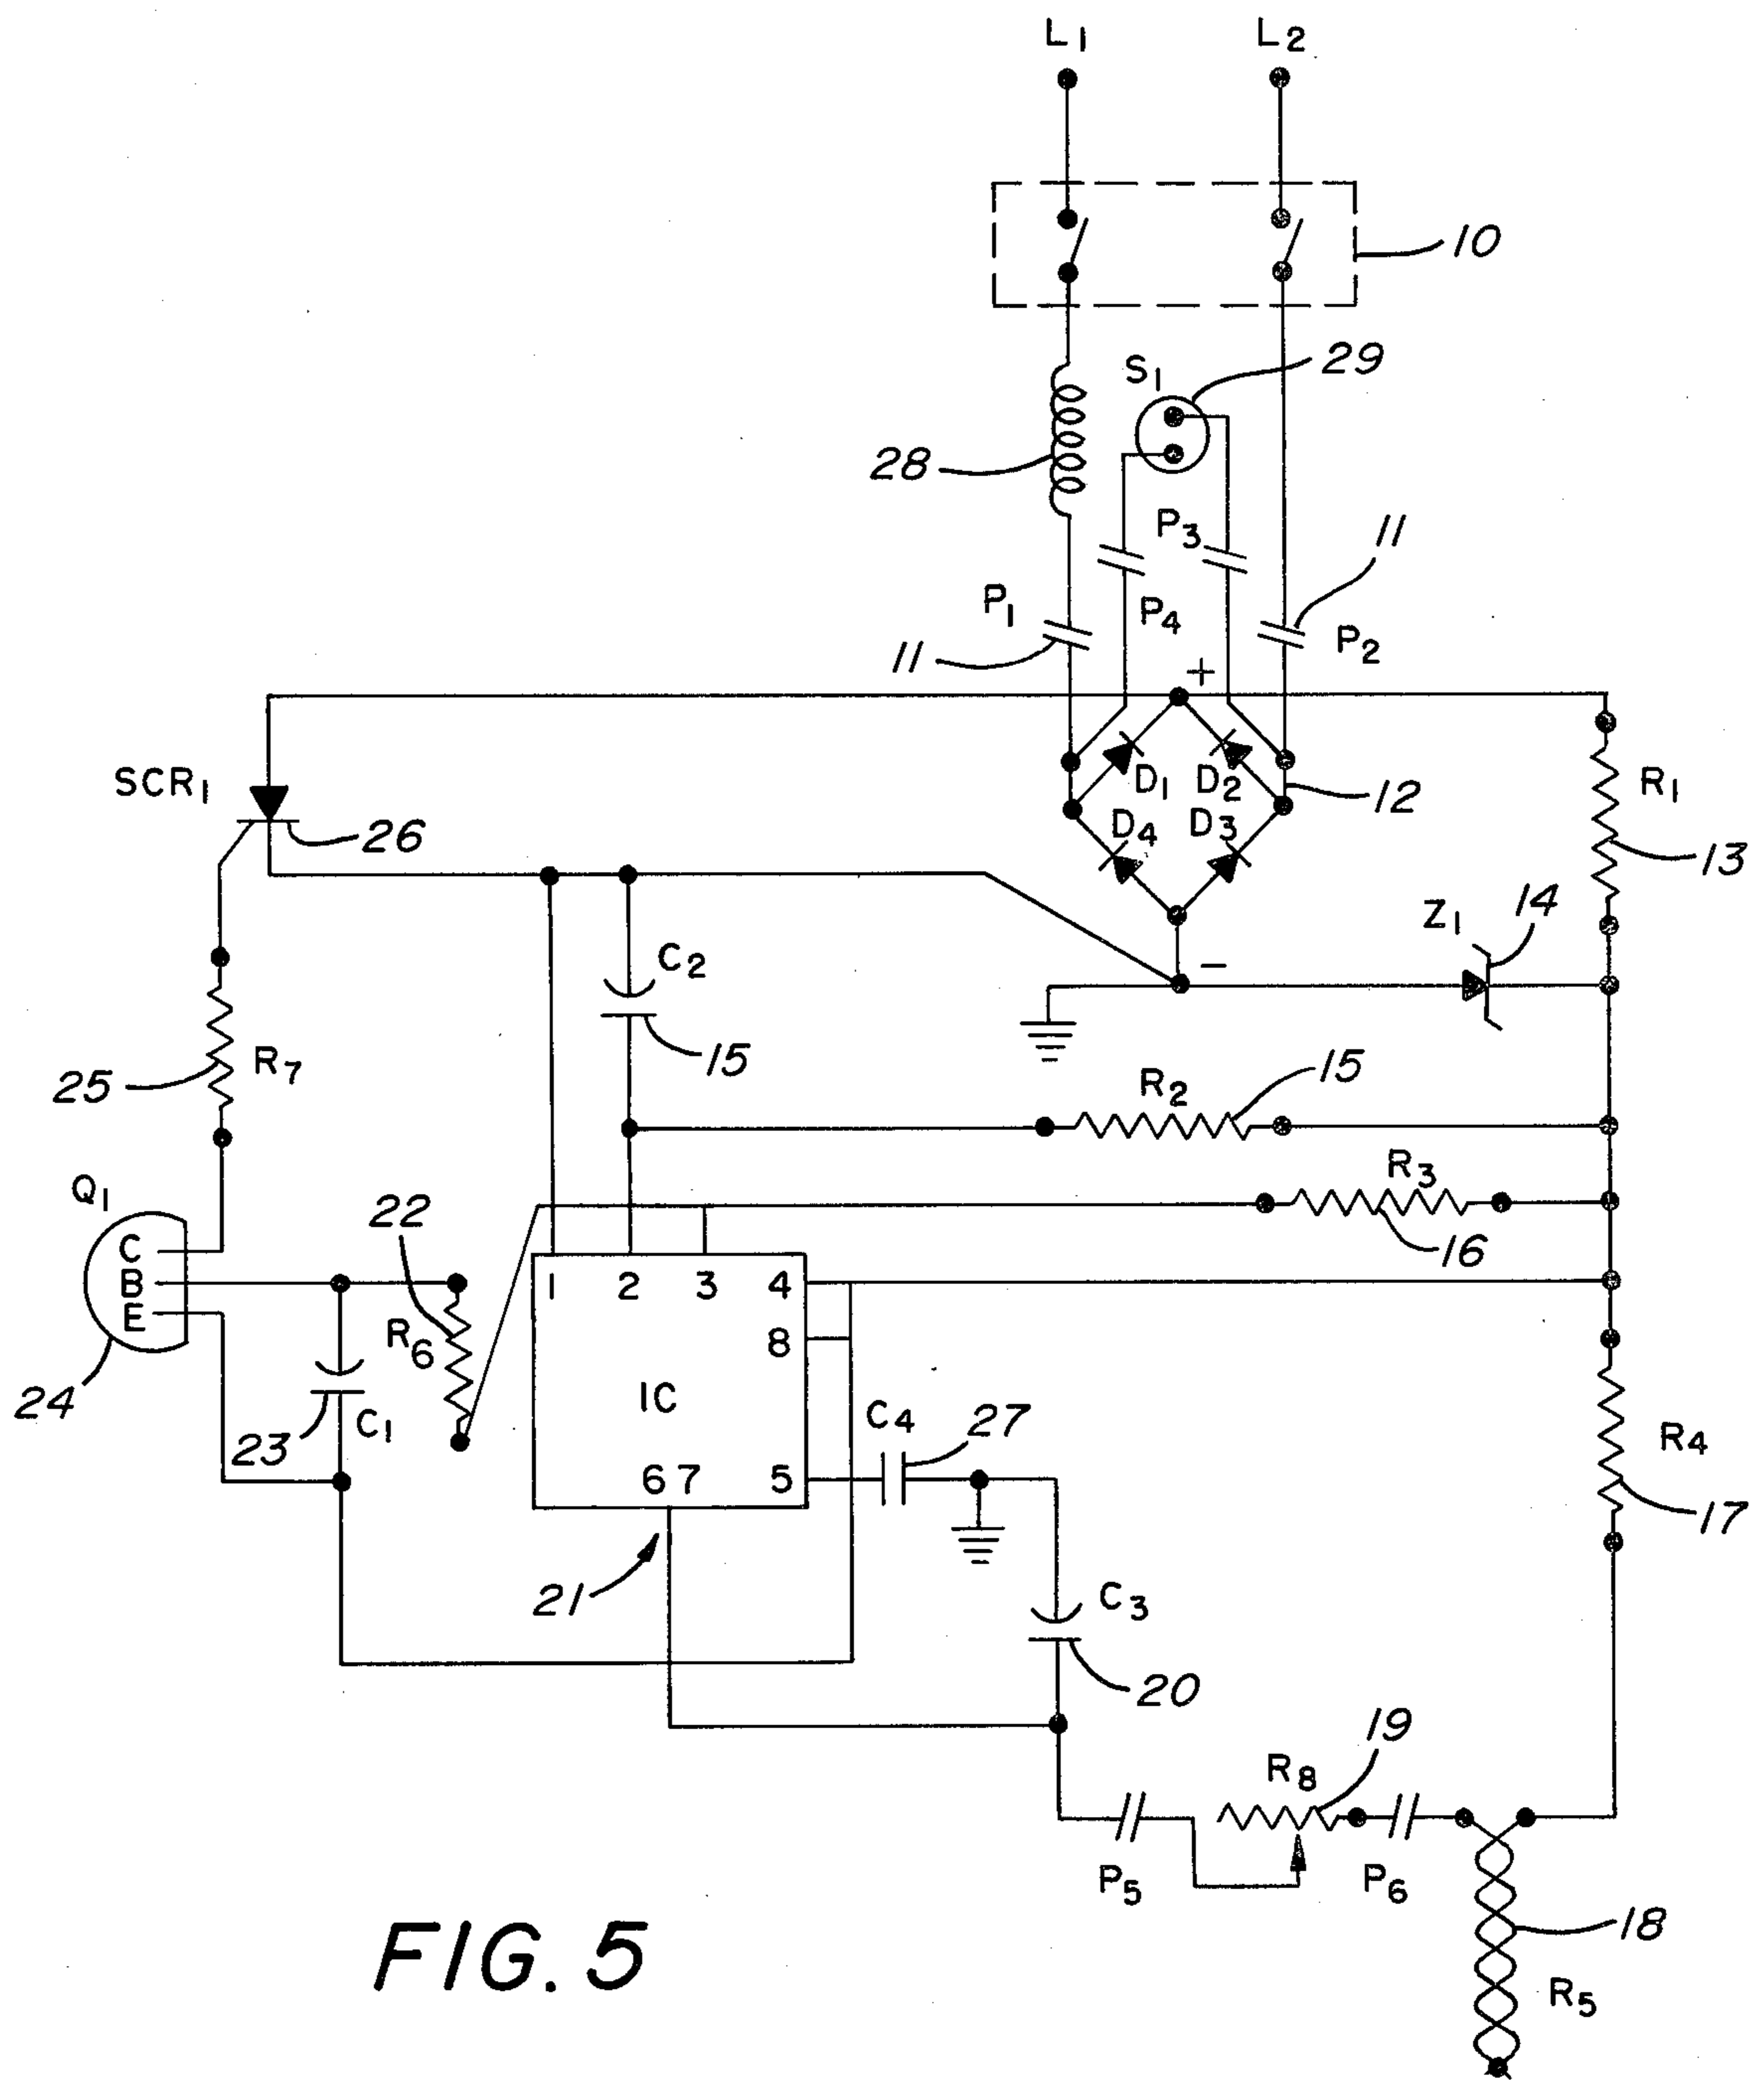 L1 L2
10
S1 29
28
P3 11
P1 P4
11 P2
+
SCR1 D1 D2 12 R1
26 D4 D3 13
Z1 14
C2 −
15 R2 15
25 R7
R3
Q1 22 16
C
B 1 2 3 4
E R6 8
24 IC C4 27 R4
23 C1
6 7 5 17
21 C3
20
19
R8
P5 P6
18
FIG. 5 R5